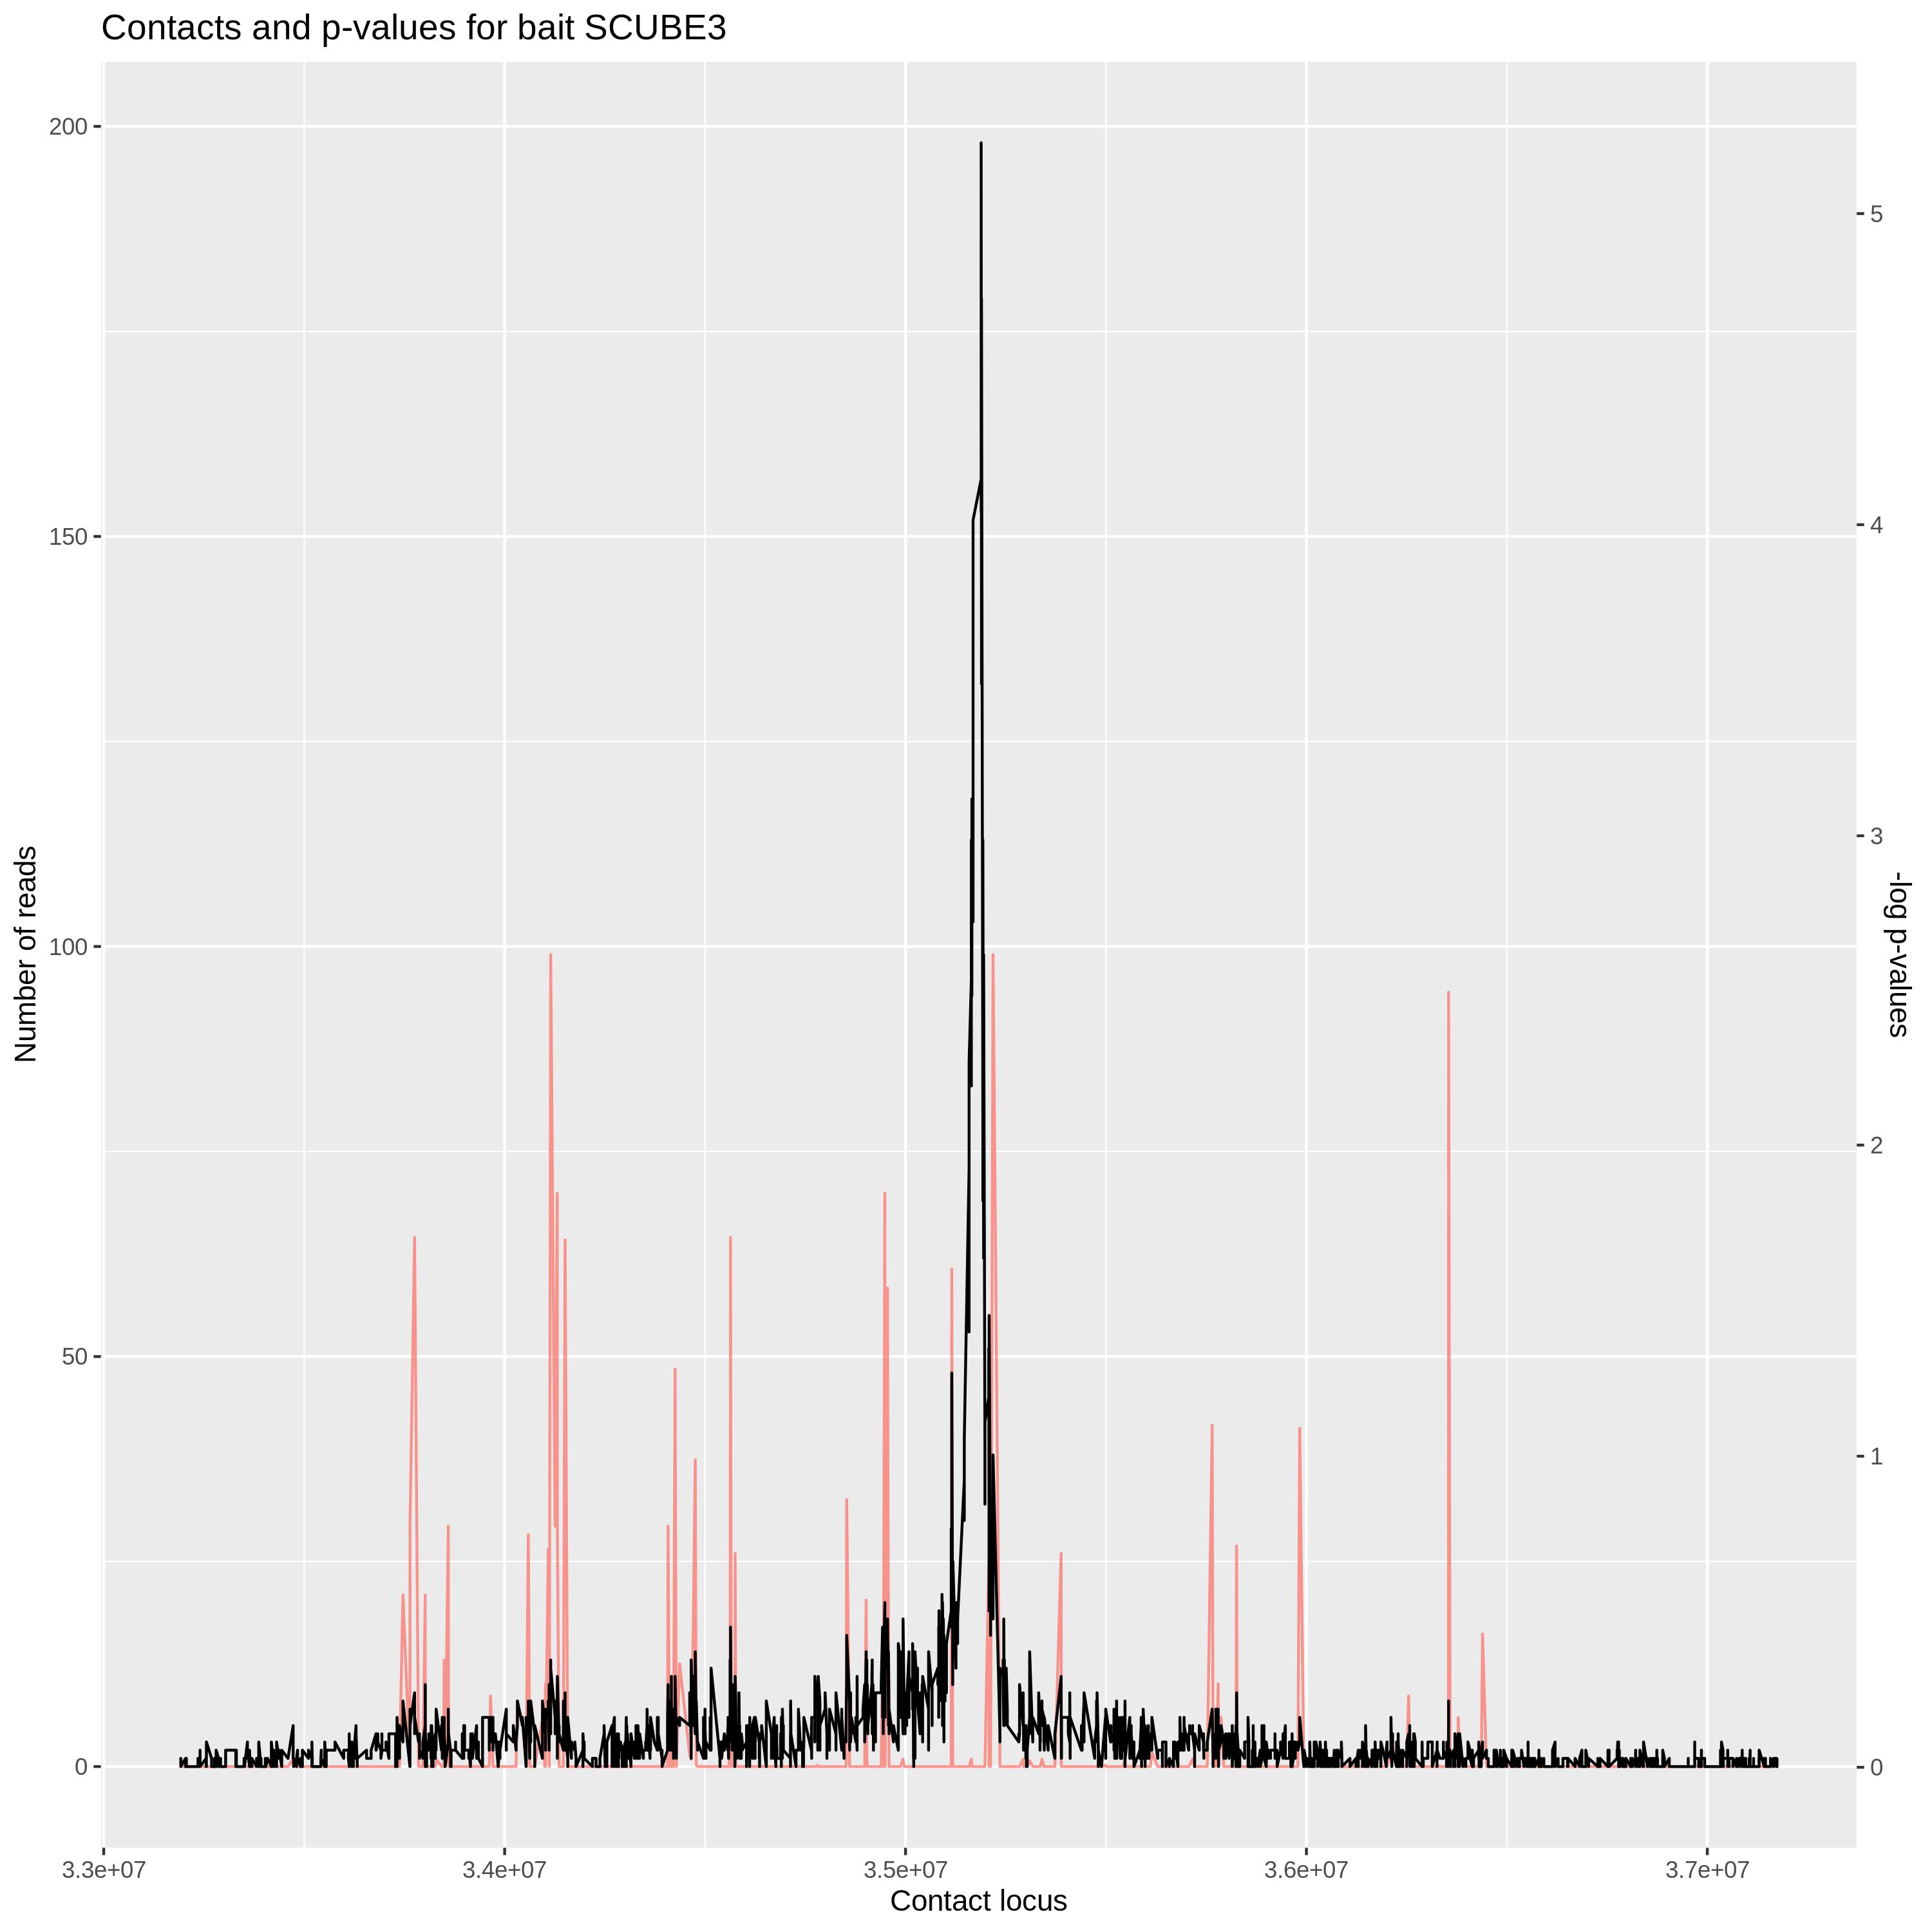 Contacts and p-values for bait SCUBE3
200
150
100
50
0
Number of reads
5
4
3
2
1
0
-log p-values
3.3e+07
3.4e+07
3.5e+07
3.6e+07
3.7e+07
Contact locus